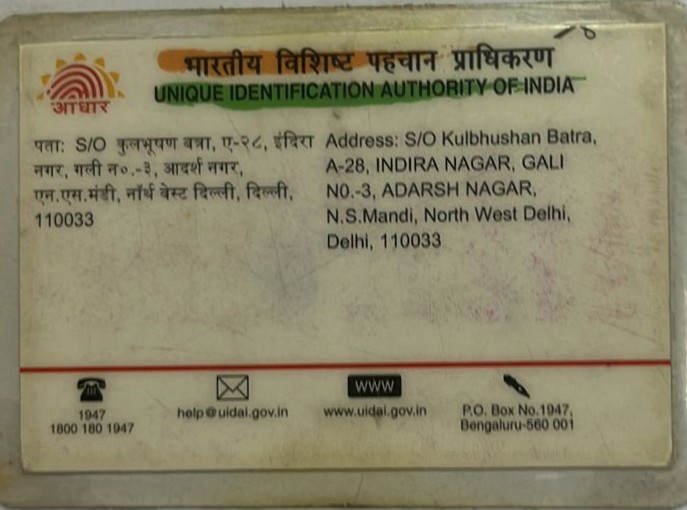 भारतीय विशिष्ट पहचान प्राधिकरण
UNIQUE IDENTIFICATION AUTHORITY OF INDIA
आधार
पता: S/O कुलभूषण बत्रा, ए-२८, इंदिरा
नगर, गली न०.-३, आदर्श नगर,
एन.एस.मंडी, नॉर्थ वेस्ट दिल्ली, दिल्ली,
110033
Address: S/O Kulbhushan Batra,
A-28, INDIRA NAGAR, GALI
N0.-3, ADARSH NAGAR,
N.S.Mandi, North West Delhi,
Delhi, 110033
1947
1800 180 1947
help@uidai.gov.in
www
www.uidai.gov.in
P.O. Box No.1947,
Bengaluru-560 001